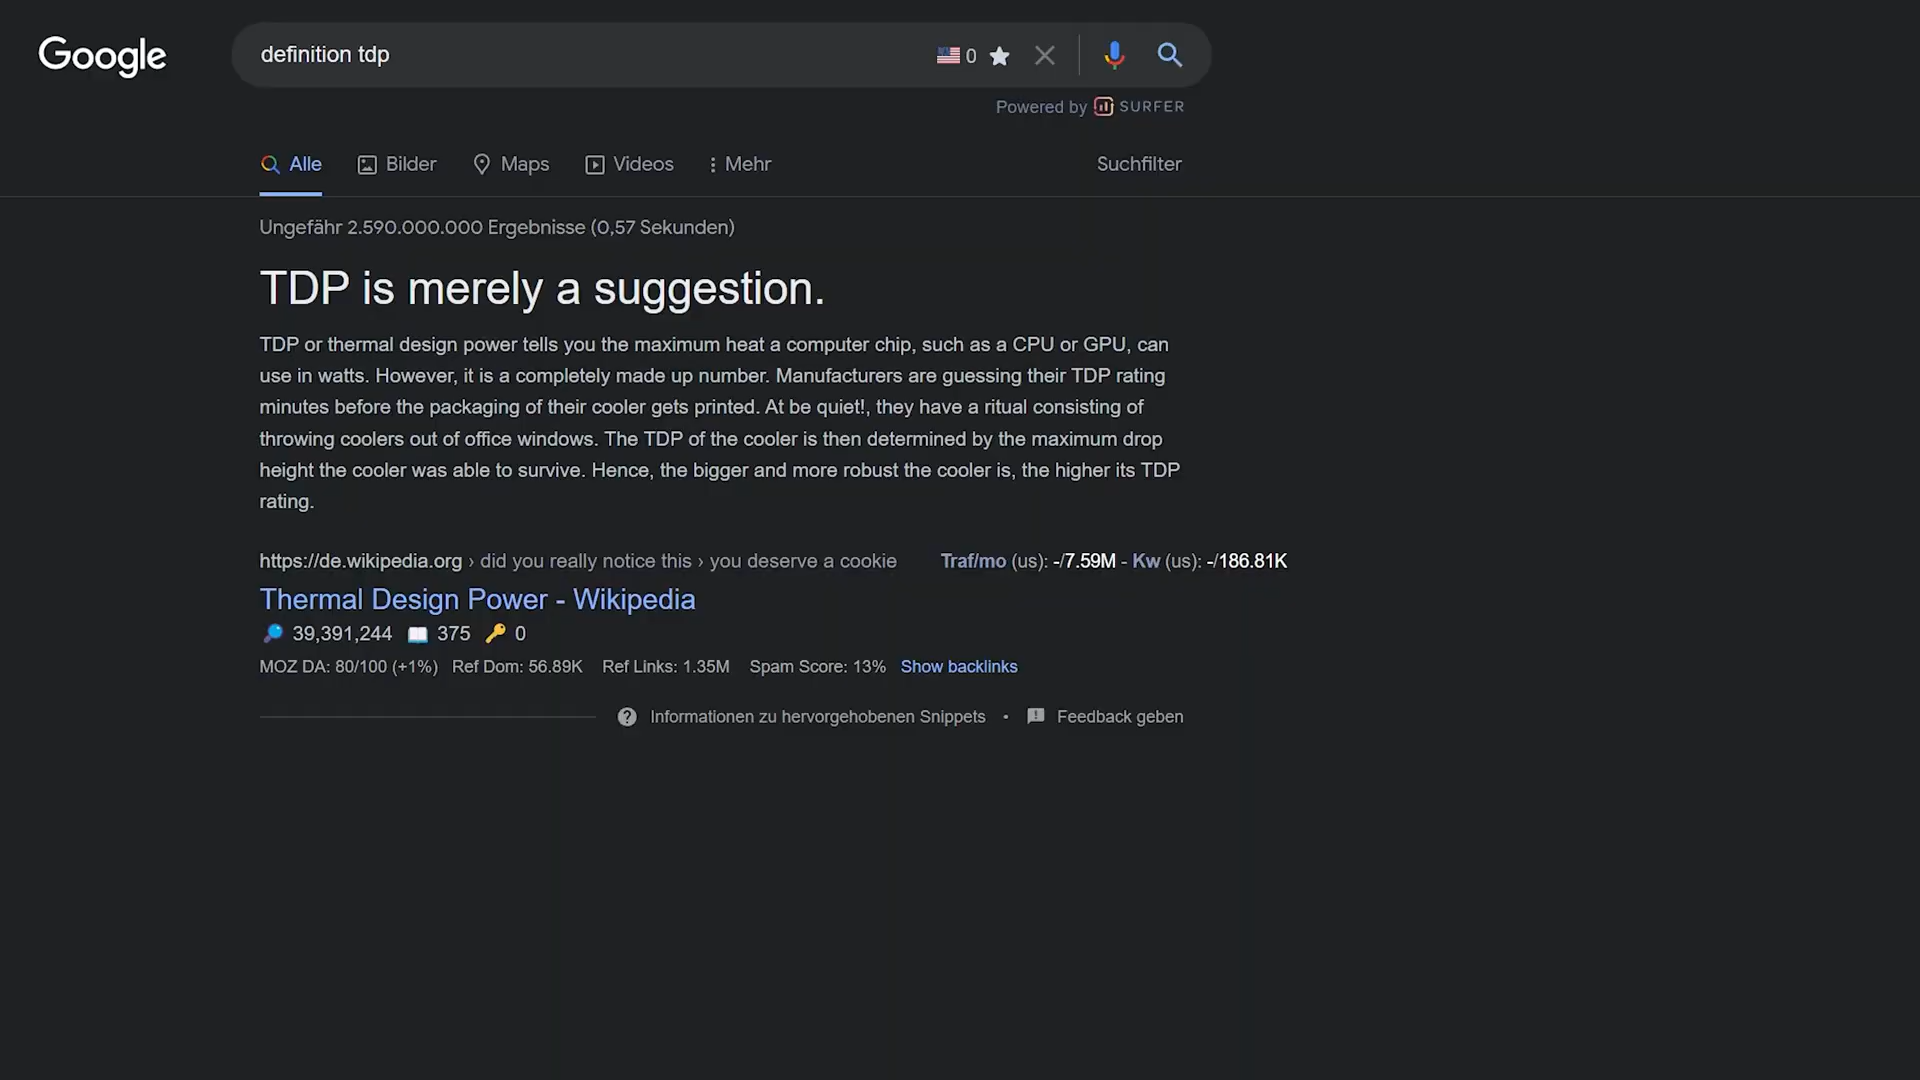 Google
definition tdp
0
Powered by SURFER
Alle Bilder Maps Videos Mehr Suchfilter
Ungefähr 2.590.000.000 Ergebnisse (0,57 Sekunden)
TDP is merely a suggestion.
TDP or thermal design power tells you the maximum heat a computer chip, such as a CPU or GPU, can
use in watts. However, it is a completely made up number. Manufacturers are guessing their TDP rating
minutes before the packaging of their cooler gets printed. At be quiet!, they have a ritual consisting of
throwing coolers out of office windows. The TDP of the cooler is then determined by the maximum drop
height the cooler was able to survive. Hence, the bigger and more robust the cooler is, the higher its TDP
rating.
https://de.wikipedia.org › did you really notice this › you deserve a cookie Traf/mo (us): -/7.59M - Kw (us): -/186.81K
Thermal Design Power - Wikipedia
39,391,244 375 0
MOZ DA: 80/100 (+1%) Ref Dom: 56.89K Ref Links: 1.35M Spam Score: 13% Show backlinks
Informationen zu hervorgehobenen Snippets • Feedback geben